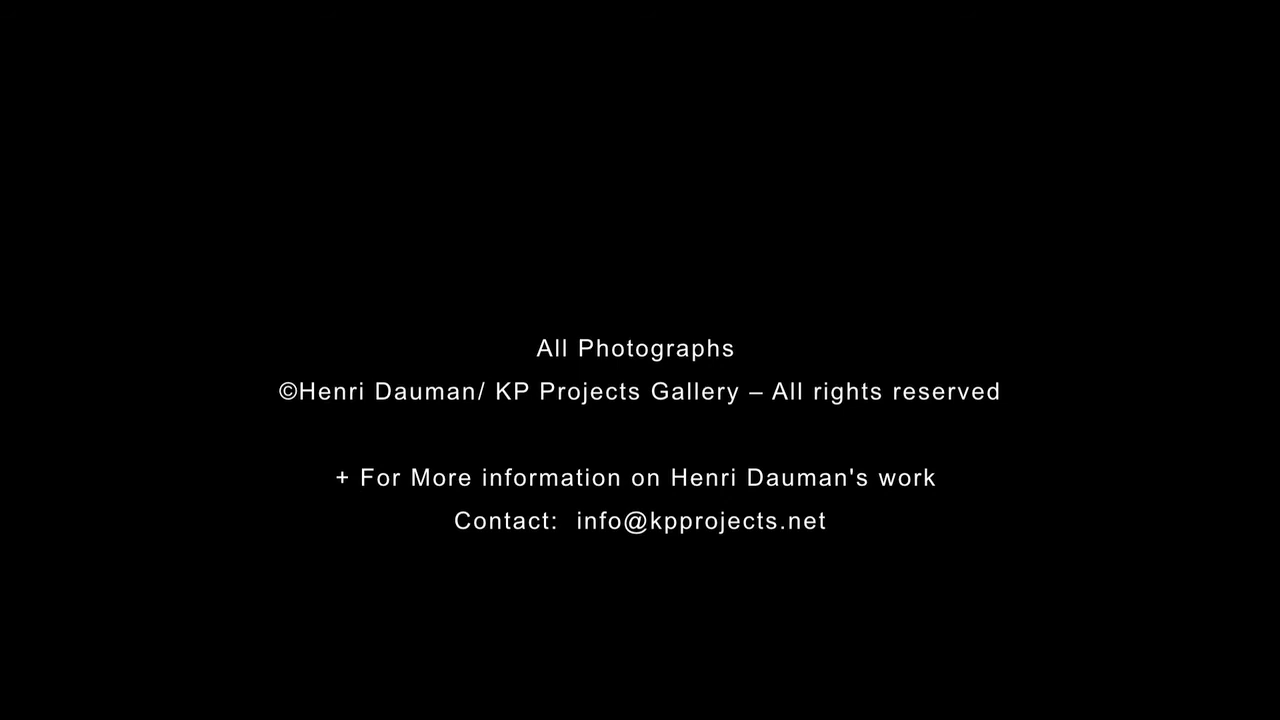 All Photographs
©Henri Dauman/ KP Projects Gallery – All rights reserved
+ For More information on Henri Dauman's work
Contact:  info@kpprojects.net